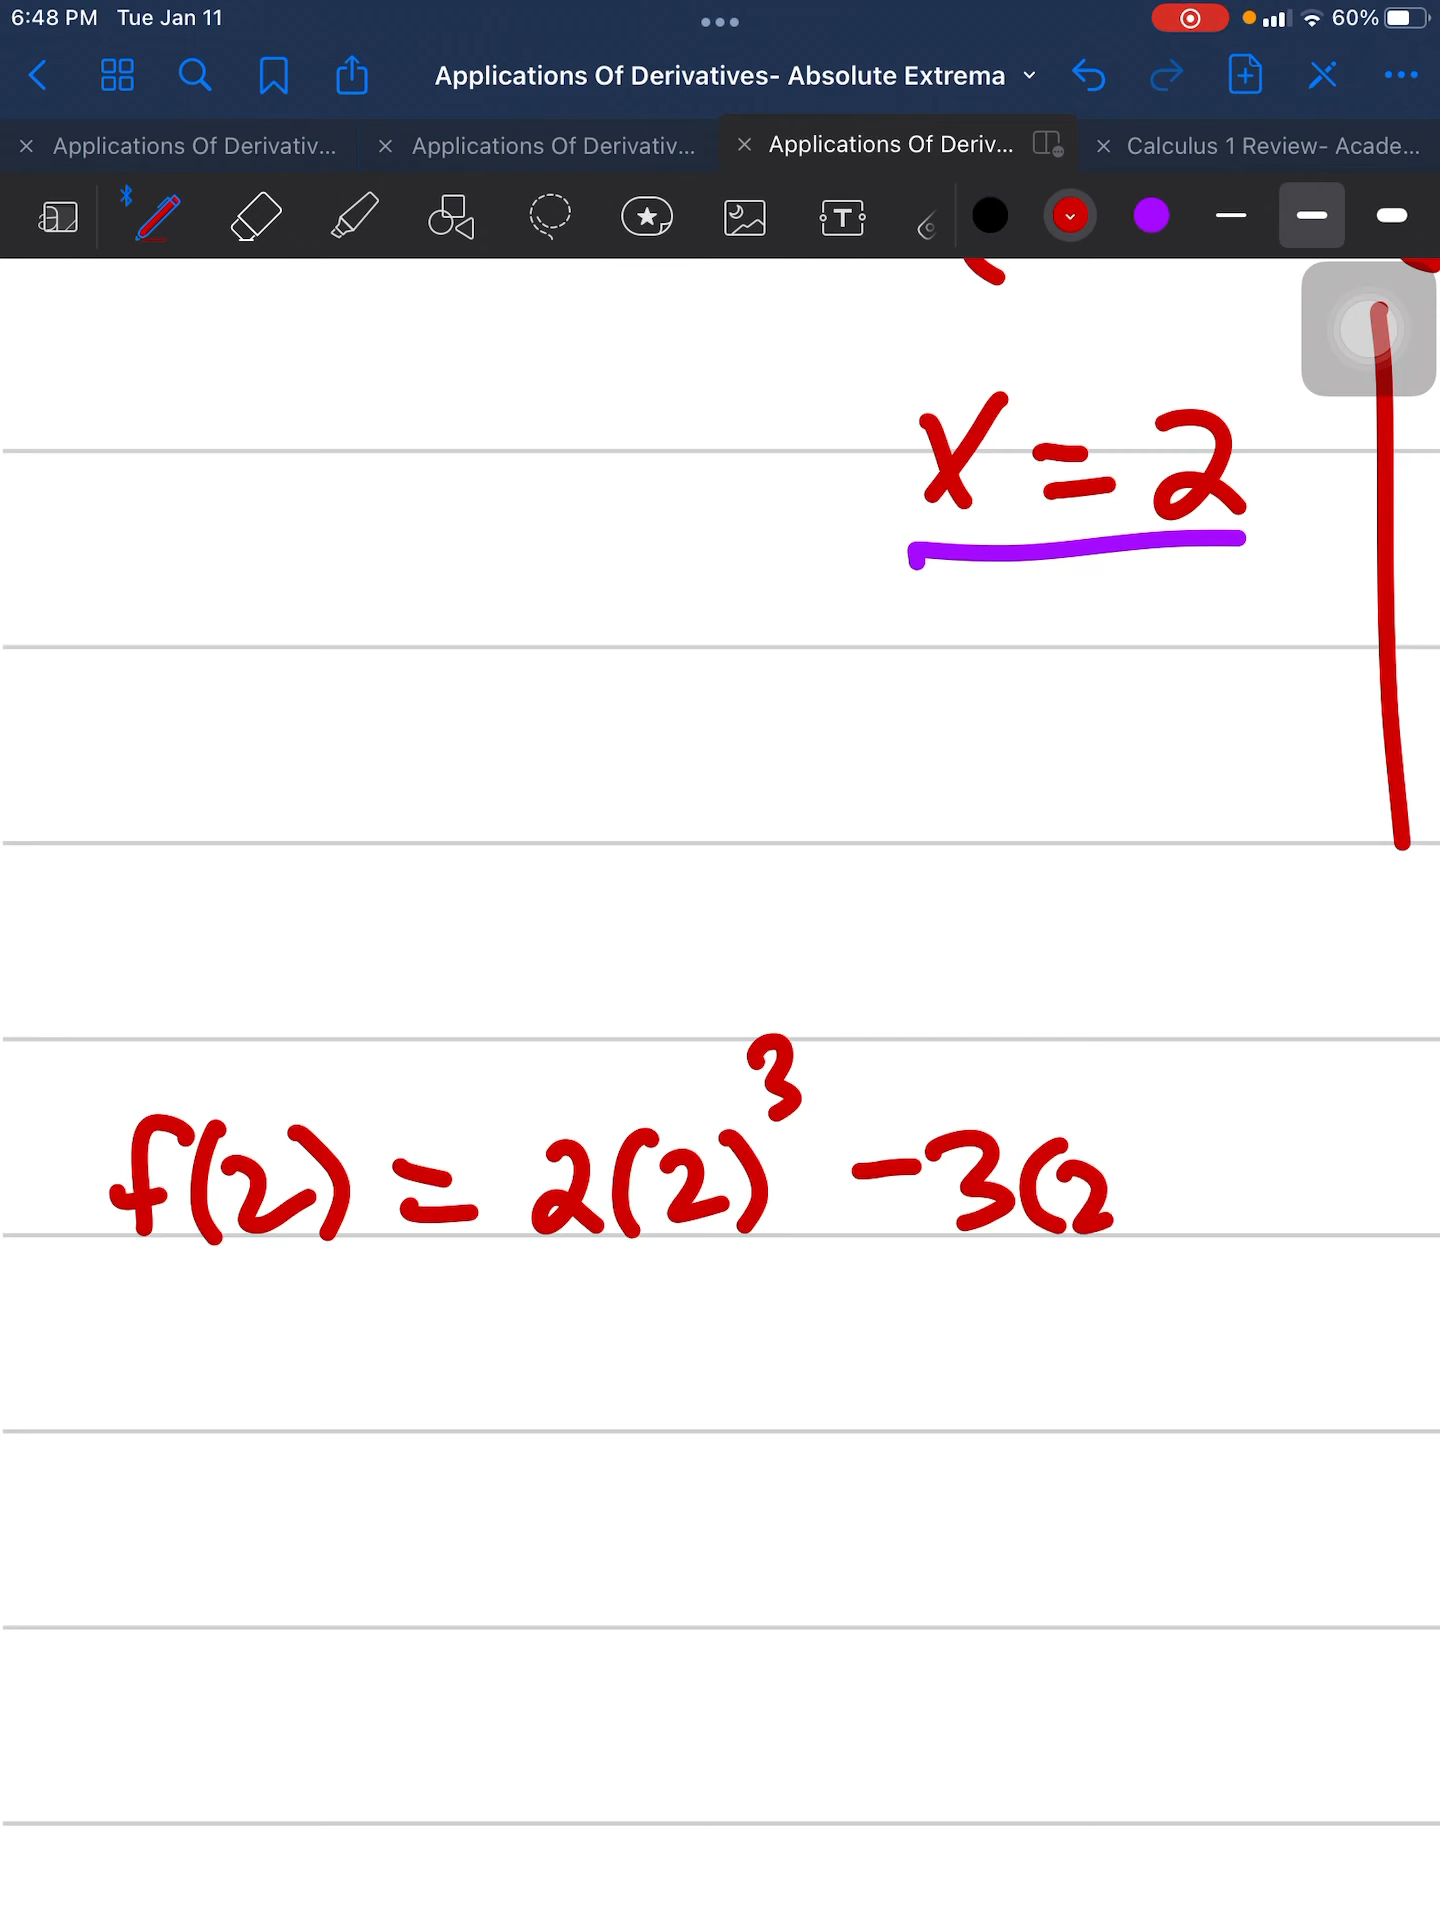 6:48 PM Tue Jan 11 60%
Applications Of Derivatives- Absolute Extrema
Applications Of Derivativ... Applications Of Derivativ... Applications Of Deriv... Calculus 1 Review- Acade...
x = 2
f(2) = 2(2)³ -3(2